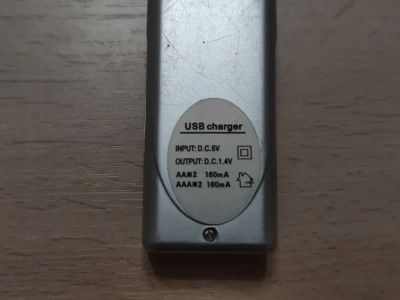 USB charger
INPUT: D.C.5V
OUTPUT: D.C.1.4V
AA※2 160mA
AAA※2 160mA